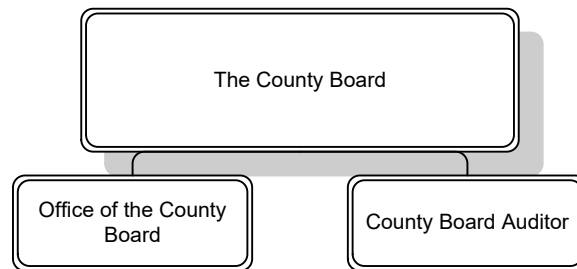 The County Board
Office of the County
Board
County Board Auditor